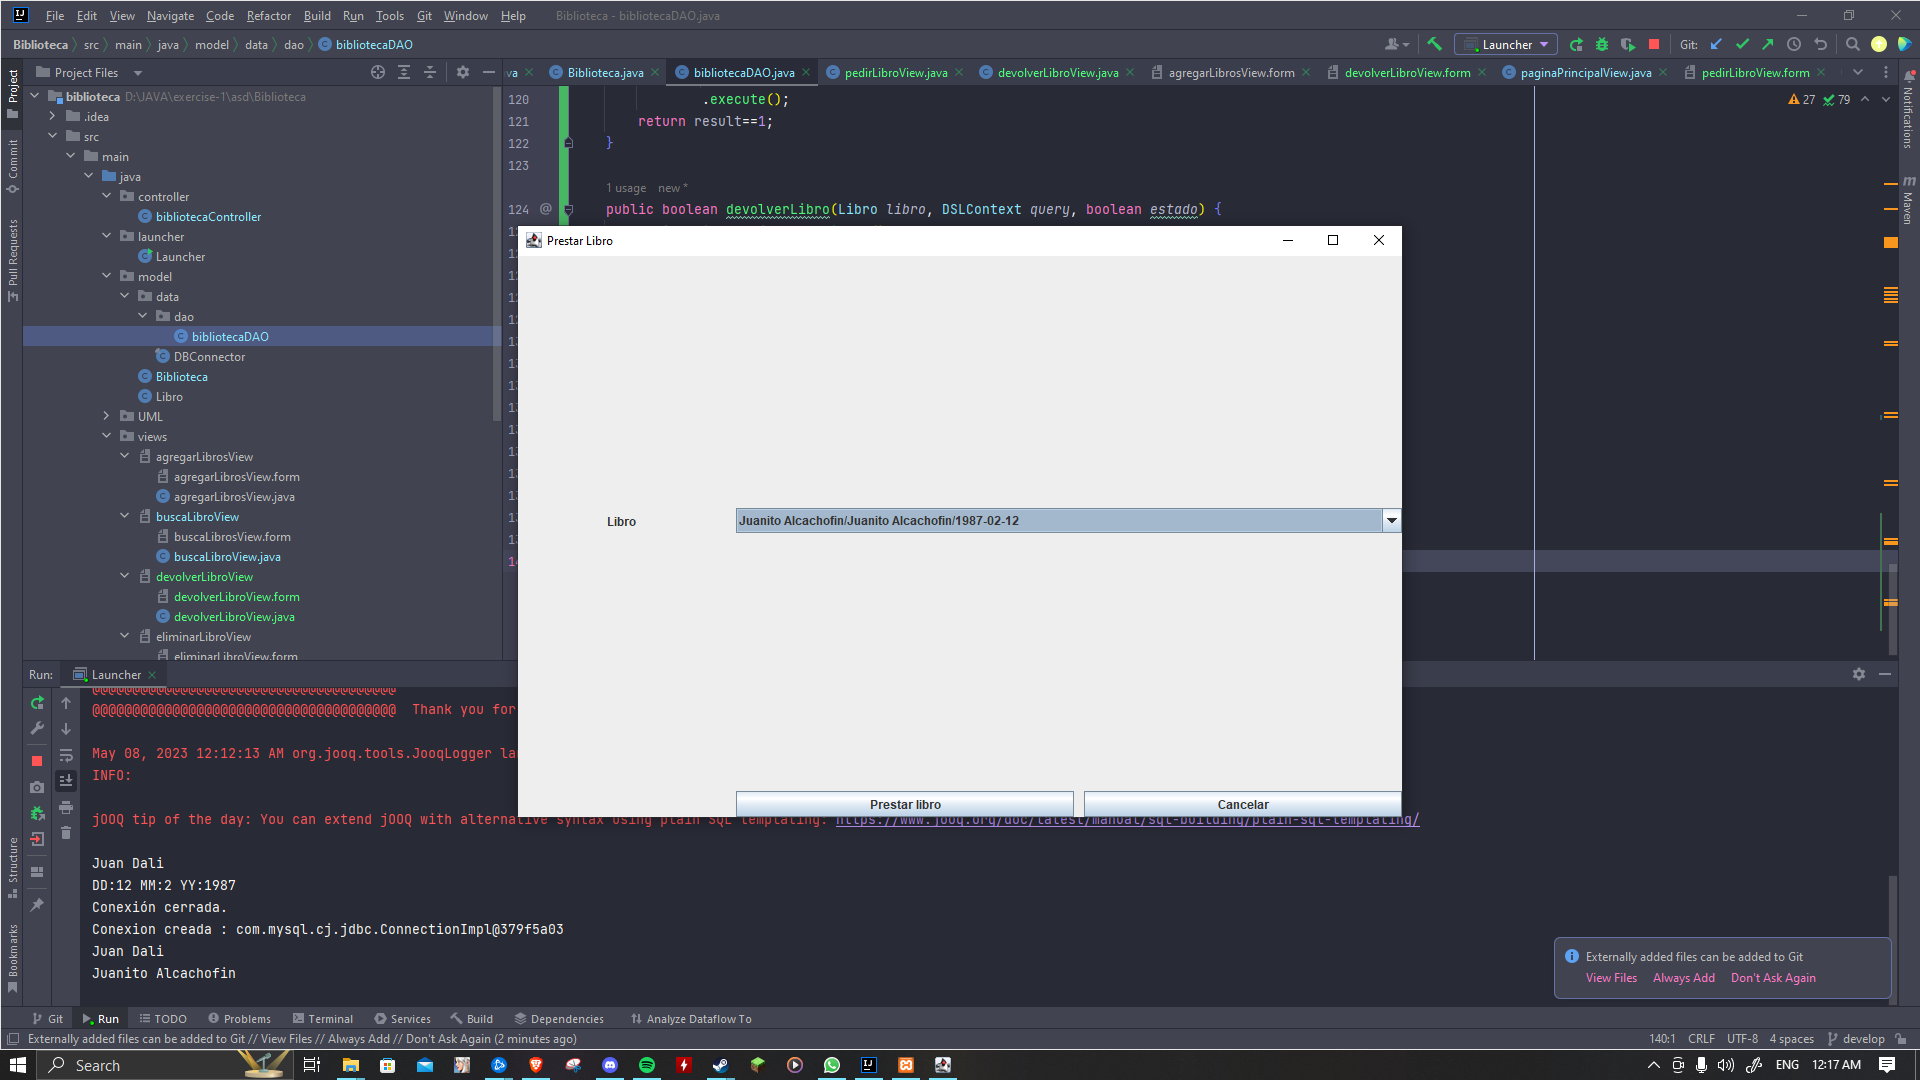 File Edit View Navigate Code Refactor Build Run Tools Git Window Help Biblioteca - bibliotecaDAO.java
Biblioteca src main java model data dao bibliotecaDAO Launcher Git:
Project Files
va Biblioteca.java bibliotecaDAO.java pedirLibroView.java devolverLibroView.java agregarLibrosView.form devolverLibroView.form paginaPrincipalView.java pedirLibroView.form
Project
Commit
Pull Requests
Structure
Bookmarks
Notifications
Maven
biblioteca D:\JAVA\exercise-1\asd\Biblioteca
.idea
src
main
java
controller
bibliotecaController
launcher
Launcher
model
data
dao
bibliotecaDAO
DBConnector
Biblioteca
Libro
UML
views
agregarLibrosView
agregarLibrosView.form
agregarLibrosView.java
buscaLibroView
buscaLibrosView.form
buscaLibroView.java
devolverLibroView
devolverLibroView.form
devolverLibroView.java
eliminarLibroView
eliminarLibroView.form
27 79
120 .execute();
121 return result==1;
122 }
123
1 usage new *
124 @ public boolean devolverLibro(Libro libro, DSLContext query, boolean estado) {
Prestar Libro
Libro
Juanito Alcachofin/Juanito Alcachofin/1987-02-12
Prestar libro Cancelar
Run: Launcher
@@@@@@@@@@@@@@@@@@@@@@@@@@@@@@@@@@@@@@
@@@@@@@@@@@@@@@@@@@@@@@@@@@@@@@@@@@@@@ Thank you for
May 08, 2023 12:12:13 AM org.jooq.tools.JooqLogger
INFO:
jOOQ tip of the day: You can extend jOOQ with alternative syntax using plain SQL templating: https://www.jooq.org/doc/latest/manual/sql-building/plain-sql-templating/
Juan Dali
DD:12 MM:2 YY:1987
Conexión cerrada.
Conexion creada : com.mysql.cj.jdbc.ConnectionImpl@379f5a03
Juan Dali
Juanito Alcachofin
Externally added files can be added to Git
View Files Always Add Don't Ask Again
Git Run TODO Problems Terminal Services Build Dependencies Analyze Dataflow To
Externally added files can be added to Git // View Files // Always Add // Don't Ask Again (2 minutes ago) 140:1 CRLF UTF-8 4 spaces develop
Search ENG 12:17 AM